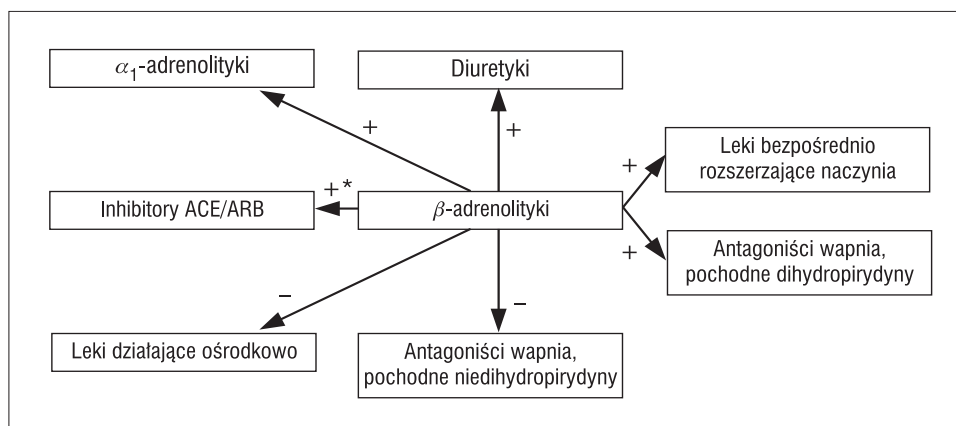 α1-adrenolityki
Diuretyki
+
+
Leki bezpośrednio
rozszerzające naczynia
+
+*
Inhibitory ACE/ARB
β-adrenolityki
+
Antagoniści wapnia,
pochodne dihydropirydyny
–
–
Leki działające ośrodkowo
Antagoniści wapnia,
pochodne niedihydropirydyny